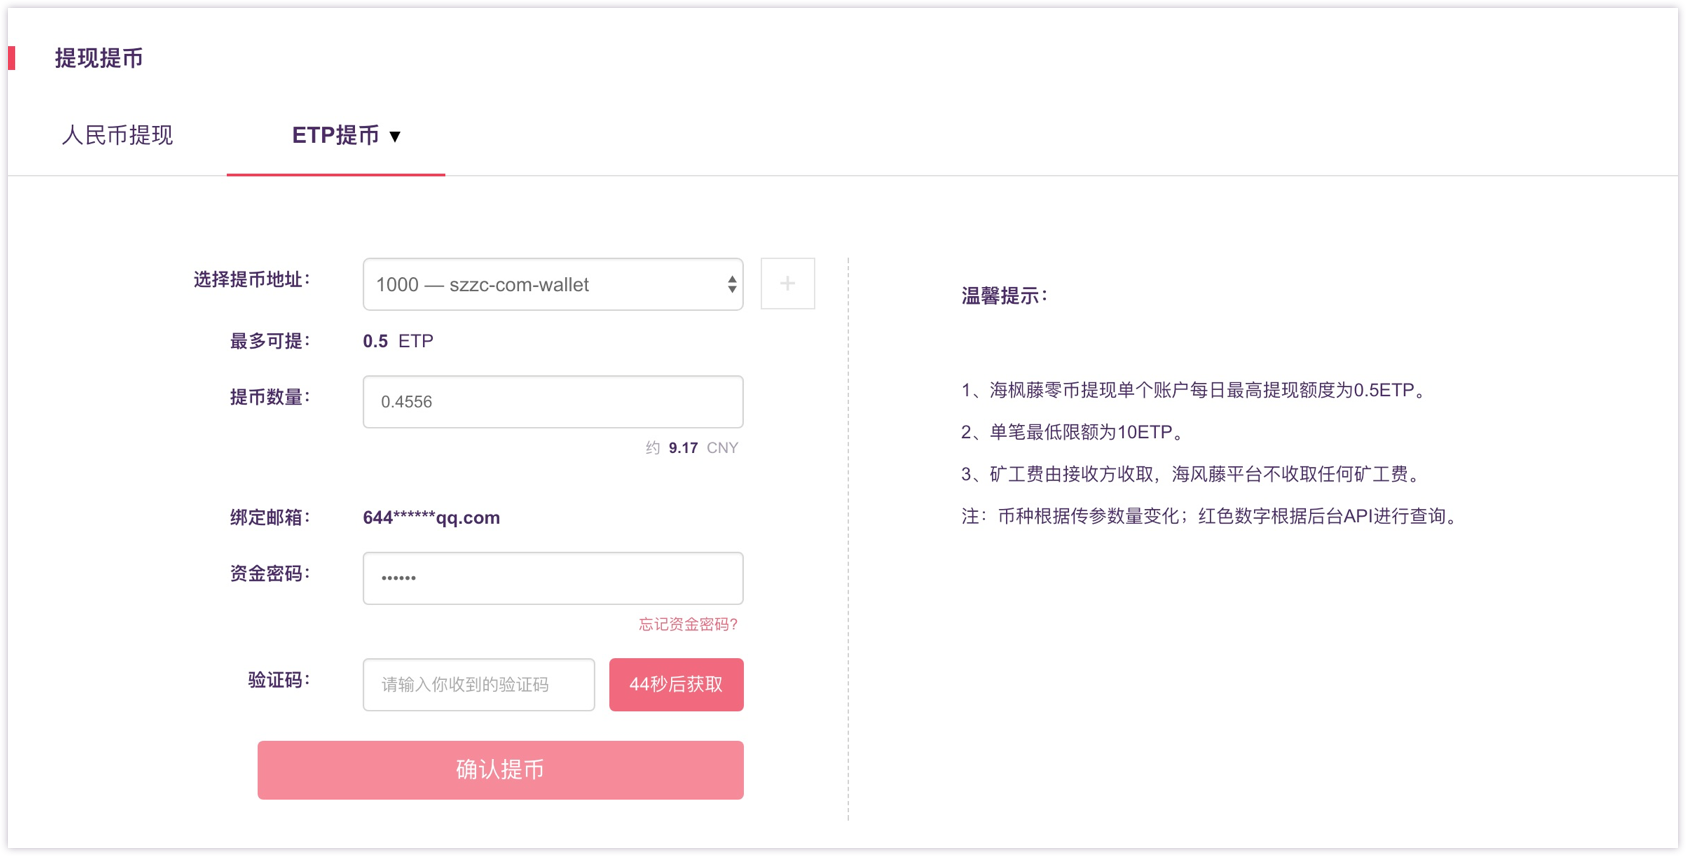 提现提币
人民币提现
ETP提币 ▼
选择提币地址：
1000 — szzc-com-wallet
+
最多可提：
0.5 ETP
提币数量：
0.4556
约 9.17 CNY
绑定邮箱：
644******qq.com
资金密码：
••••••
忘记资金密码?
验证码：
请输入你收到的验证码
44秒后获取
确认提币
温馨提示：
1、海枫藤零币提现单个账户每日最高提现额度为0.5ETP。
2、单笔最低限额为10ETP。
3、矿工费由接收方收取，海风藤平台不收取任何矿工费。
注：币种根据传参数量变化；红色数字根据后台API进行查询。